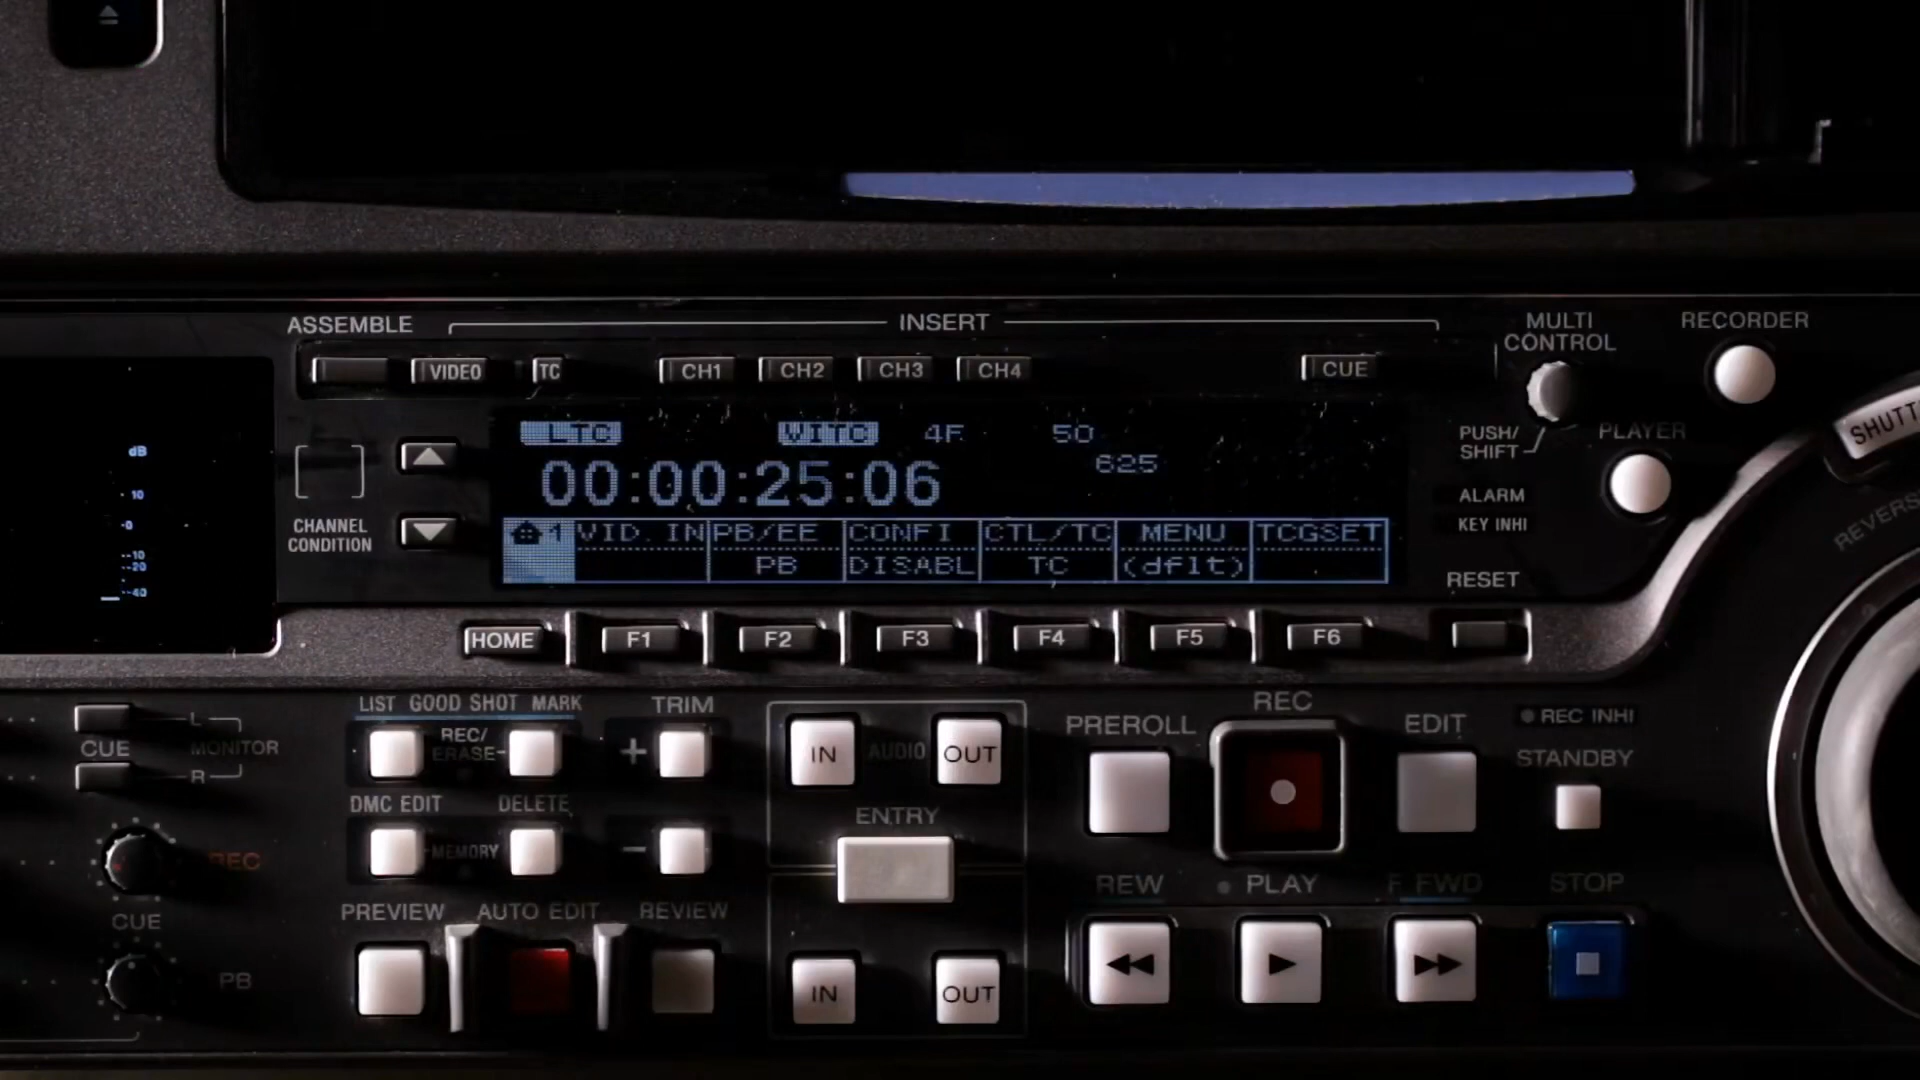 ASSEMBLE INSERT
MULTI CONTROL
RECORDER
VIDEO TC CH1 CH2 CH3 CH4 CUE
SHUTT
LTC VITC 4F 50
PUSH/ SHIFT
PLAYER
dB
00:00:25:06 625
10
0
-10
-20
-40
CHANNEL CONDITION
ALARM
KEY INHI
REVERS
VID. IN PB/EE CONFI CTL/TC MENU TCGSET
PB DISABL TC (dflt)
RESET
HOME F1 F2 F3 F4 F5 F6
LIST GOOD SHOT MARK TRIM
REC/ ERASE
+
CUE
L
MONITOR
R
IN AUDIO OUT
PREROLL REC EDIT
REC INHI
STANDBY
DMC EDIT DELETE
MEMORY
−
ENTRY
REC
CUE
PB
PREVIEW AUTO EDIT REVIEW
REW PLAY F FWD STOP
IN OUT